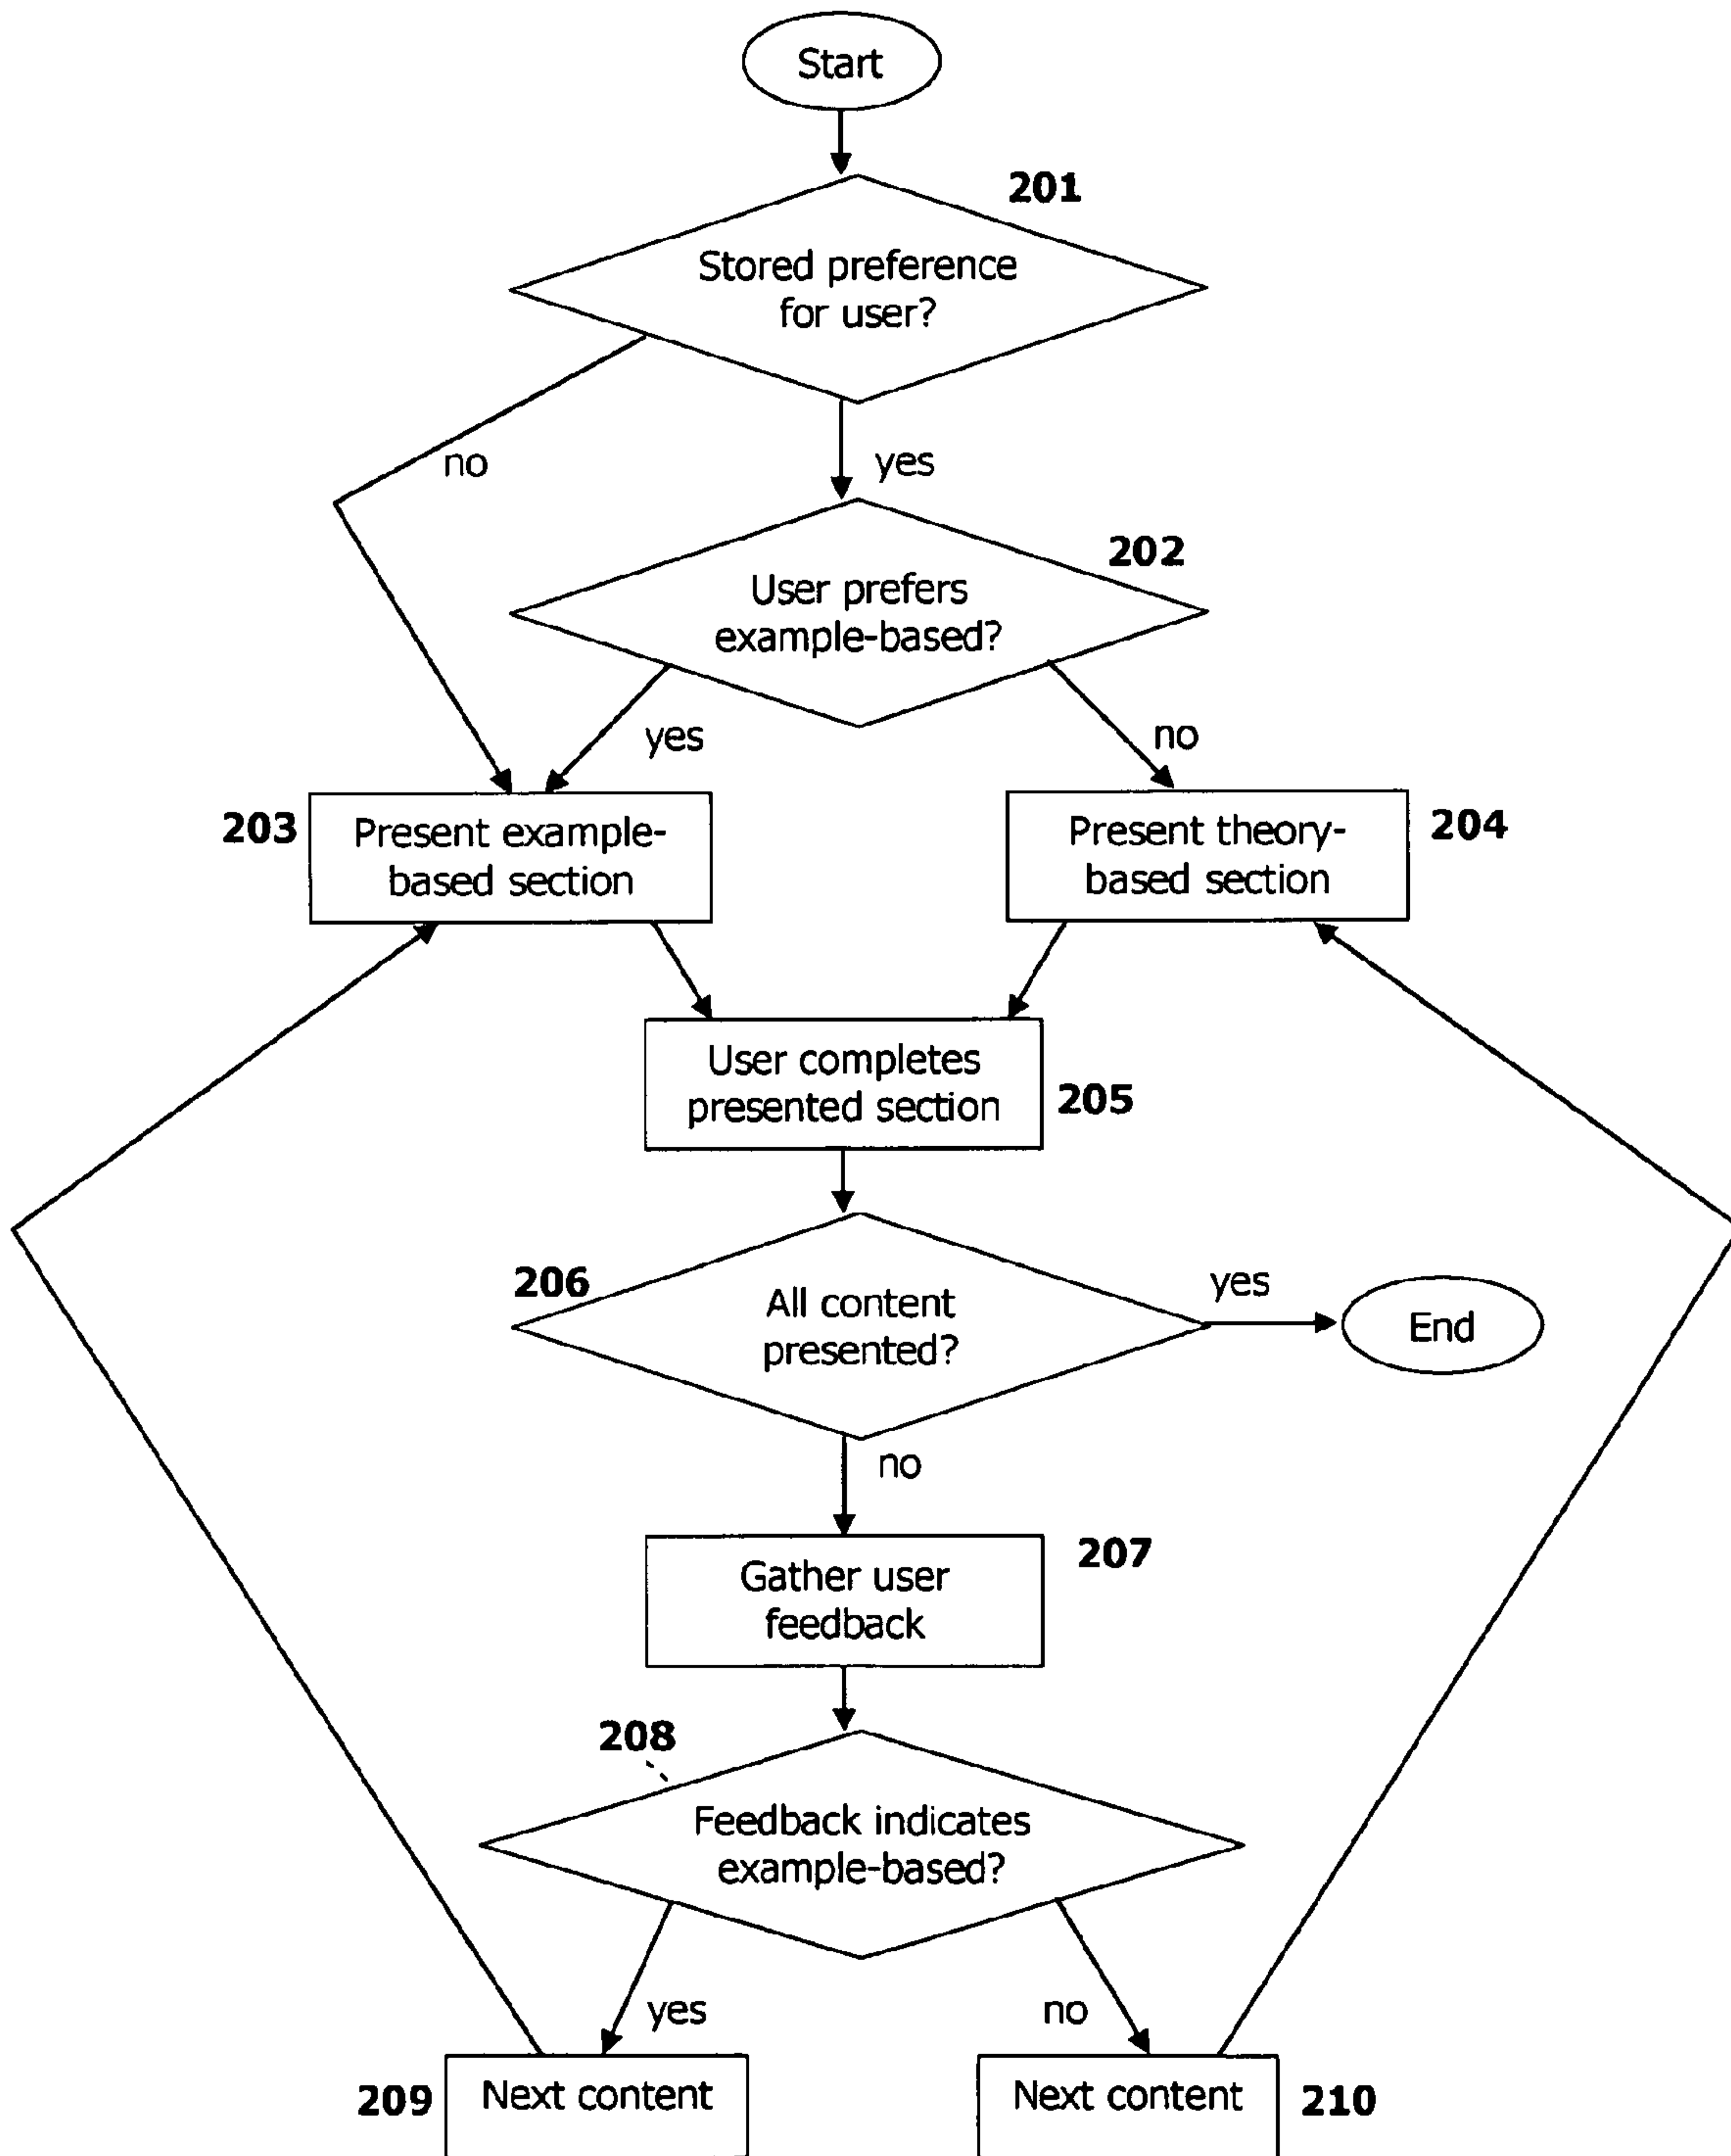 Start
201
Stored preference
for user?
no
yes
202
User prefers
example-based?
yes
no
203
Present example-
based section
Present theory-
based section
204
User completes
presented section
205
206
All content
presented?
yes
End
no
Gather user
feedback
207
208
Feedback indicates
example-based?
yes
no
209
Next content
Next content
210